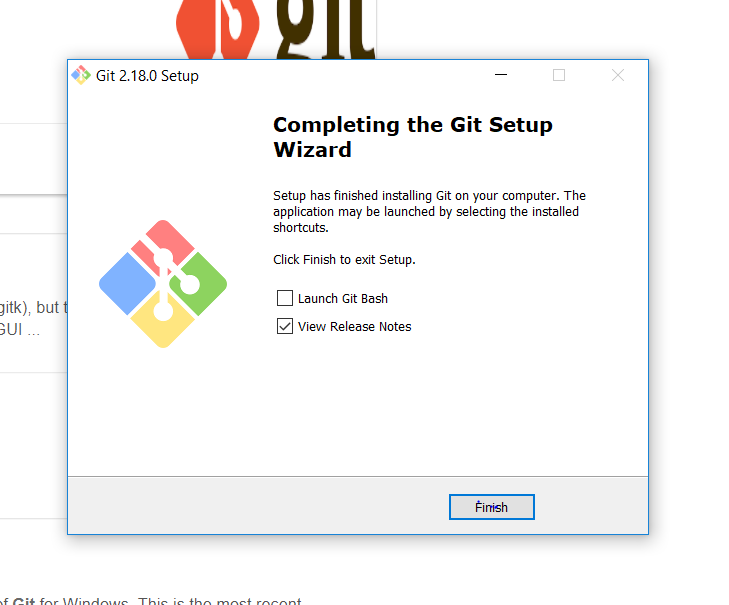 git
Git 2.18.0 Setup
Completing the Git Setup
Wizard
Setup has finished installing Git on your computer. The
application may be launched by selecting the installed
shortcuts.
Click Finish to exit Setup.
gitk), but t
GUI ...
Launch Git Bash
View Release Notes
Finish
of Git for Windows. This is the most recent